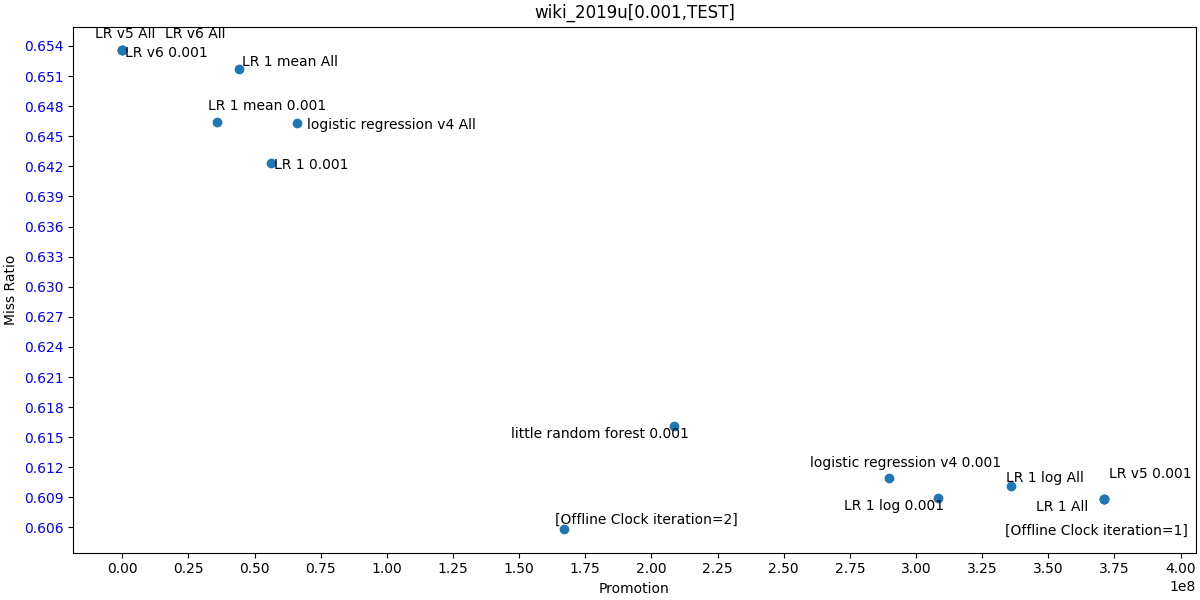 wiki_2019u[0.001,TEST]
LR v5 All LR v6 All
0.654
LR v6 0.001
LR 1 mean All
0.651
LR 1 mean 0.001
0.648
logistic regression v4 All
0.645
LR 1 0.001
0.642
0.639
0.636
0.633
Miss Ratio
0.630
0.627
0.624
0.621
0.618
little random forest 0.001
0.615
logistic regression v4 0.001
0.612
LR 1 log All
LR v5 0.001
0.609
LR 1 log 0.001
LR 1 All
[Offline Clock iteration=2]
0.606
[Offline Clock iteration=1]
0.00 0.25 0.50 0.75 1.00 1.25 1.50 1.75 2.00 2.25 2.50 2.75 3.00 3.25 3.50 3.75 4.00
1e8
Promotion